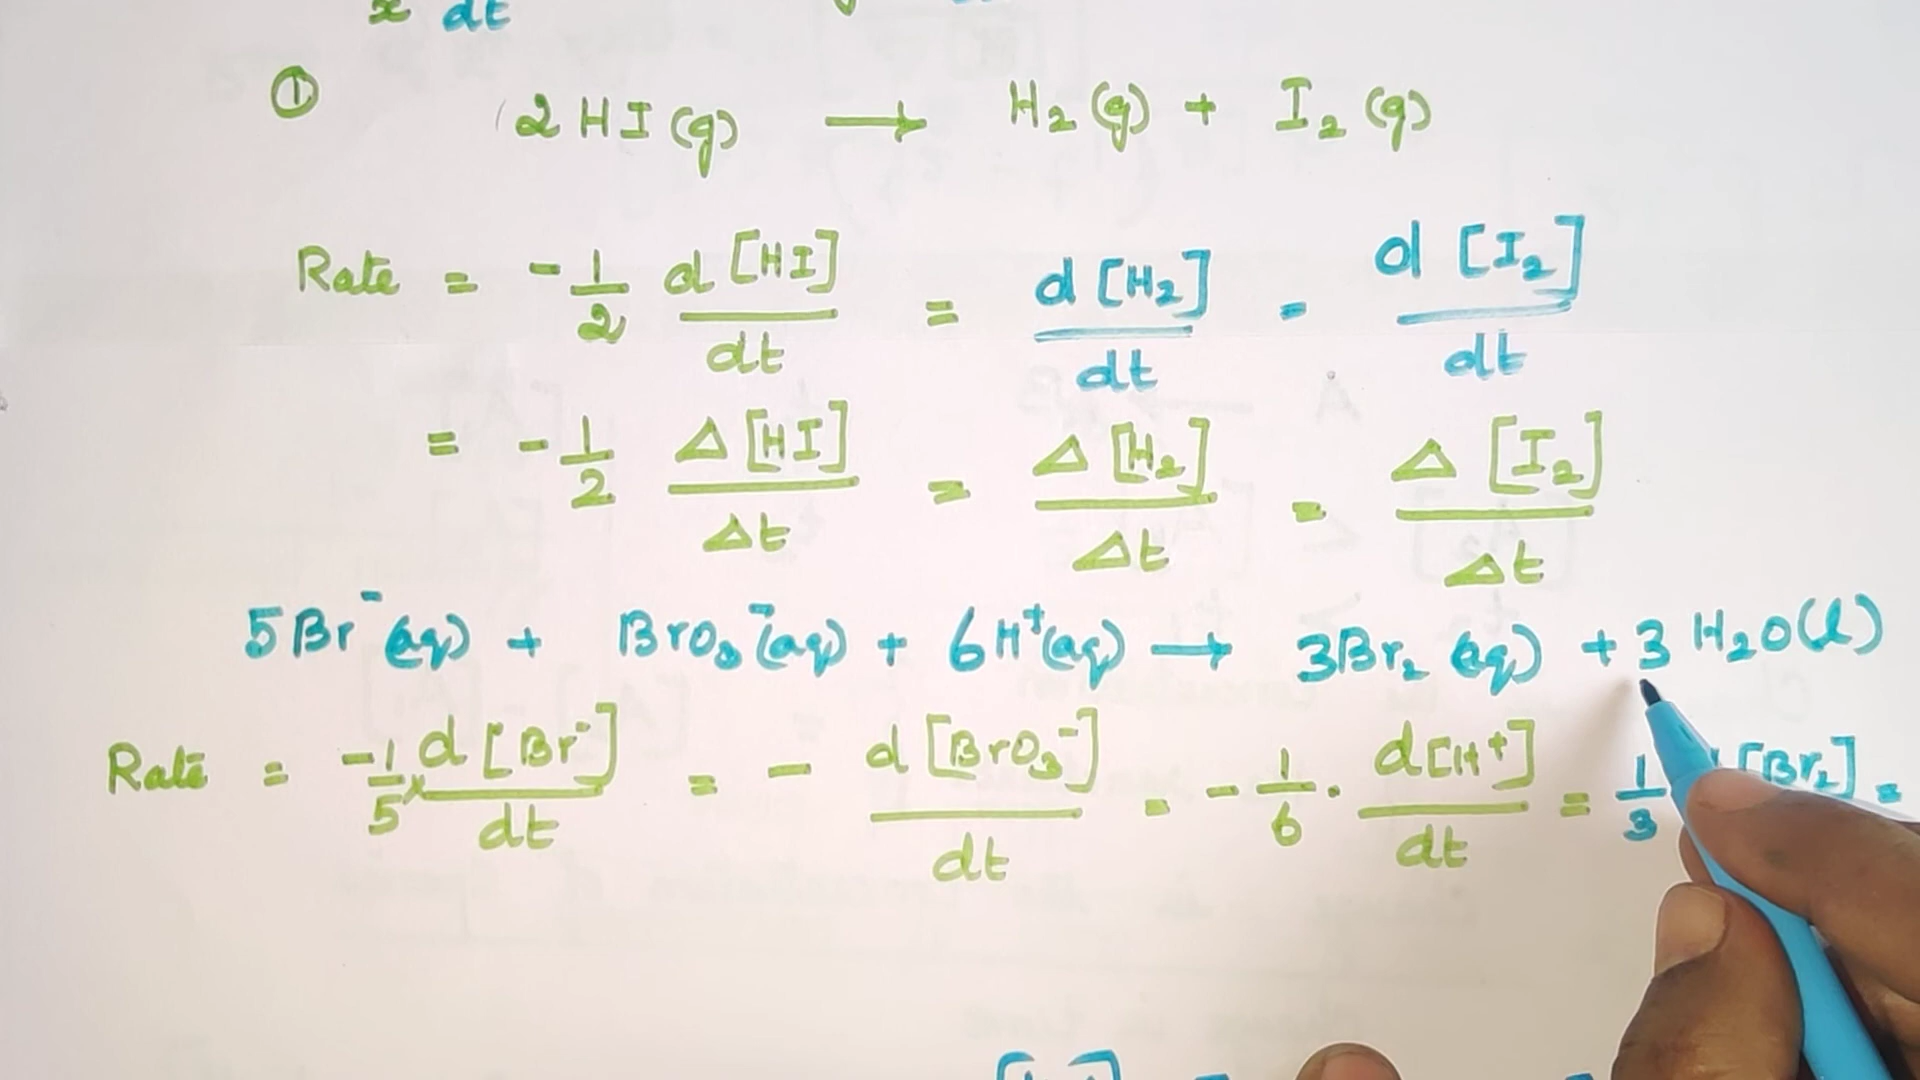 x dt
① 2HI(g) → H₂(g) + I₂(g)
Rate = -1/2 d[HI]/dt = d[H₂]/dt = d[I₂]/dt
= -1/2 Δ[HI]/Δt = Δ[H₂]/Δt = Δ[I₂]/Δt
5Br⁻(aq) + BrO₃⁻(aq) + 6H⁺(aq) → 3Br₂(aq) + 3H₂O(l)
Rate = -1/5 × d[Br⁻]/dt = - d[BrO₃⁻]/dt = -1/6 · d[H⁺]/dt = 1/3 [Br₂] =